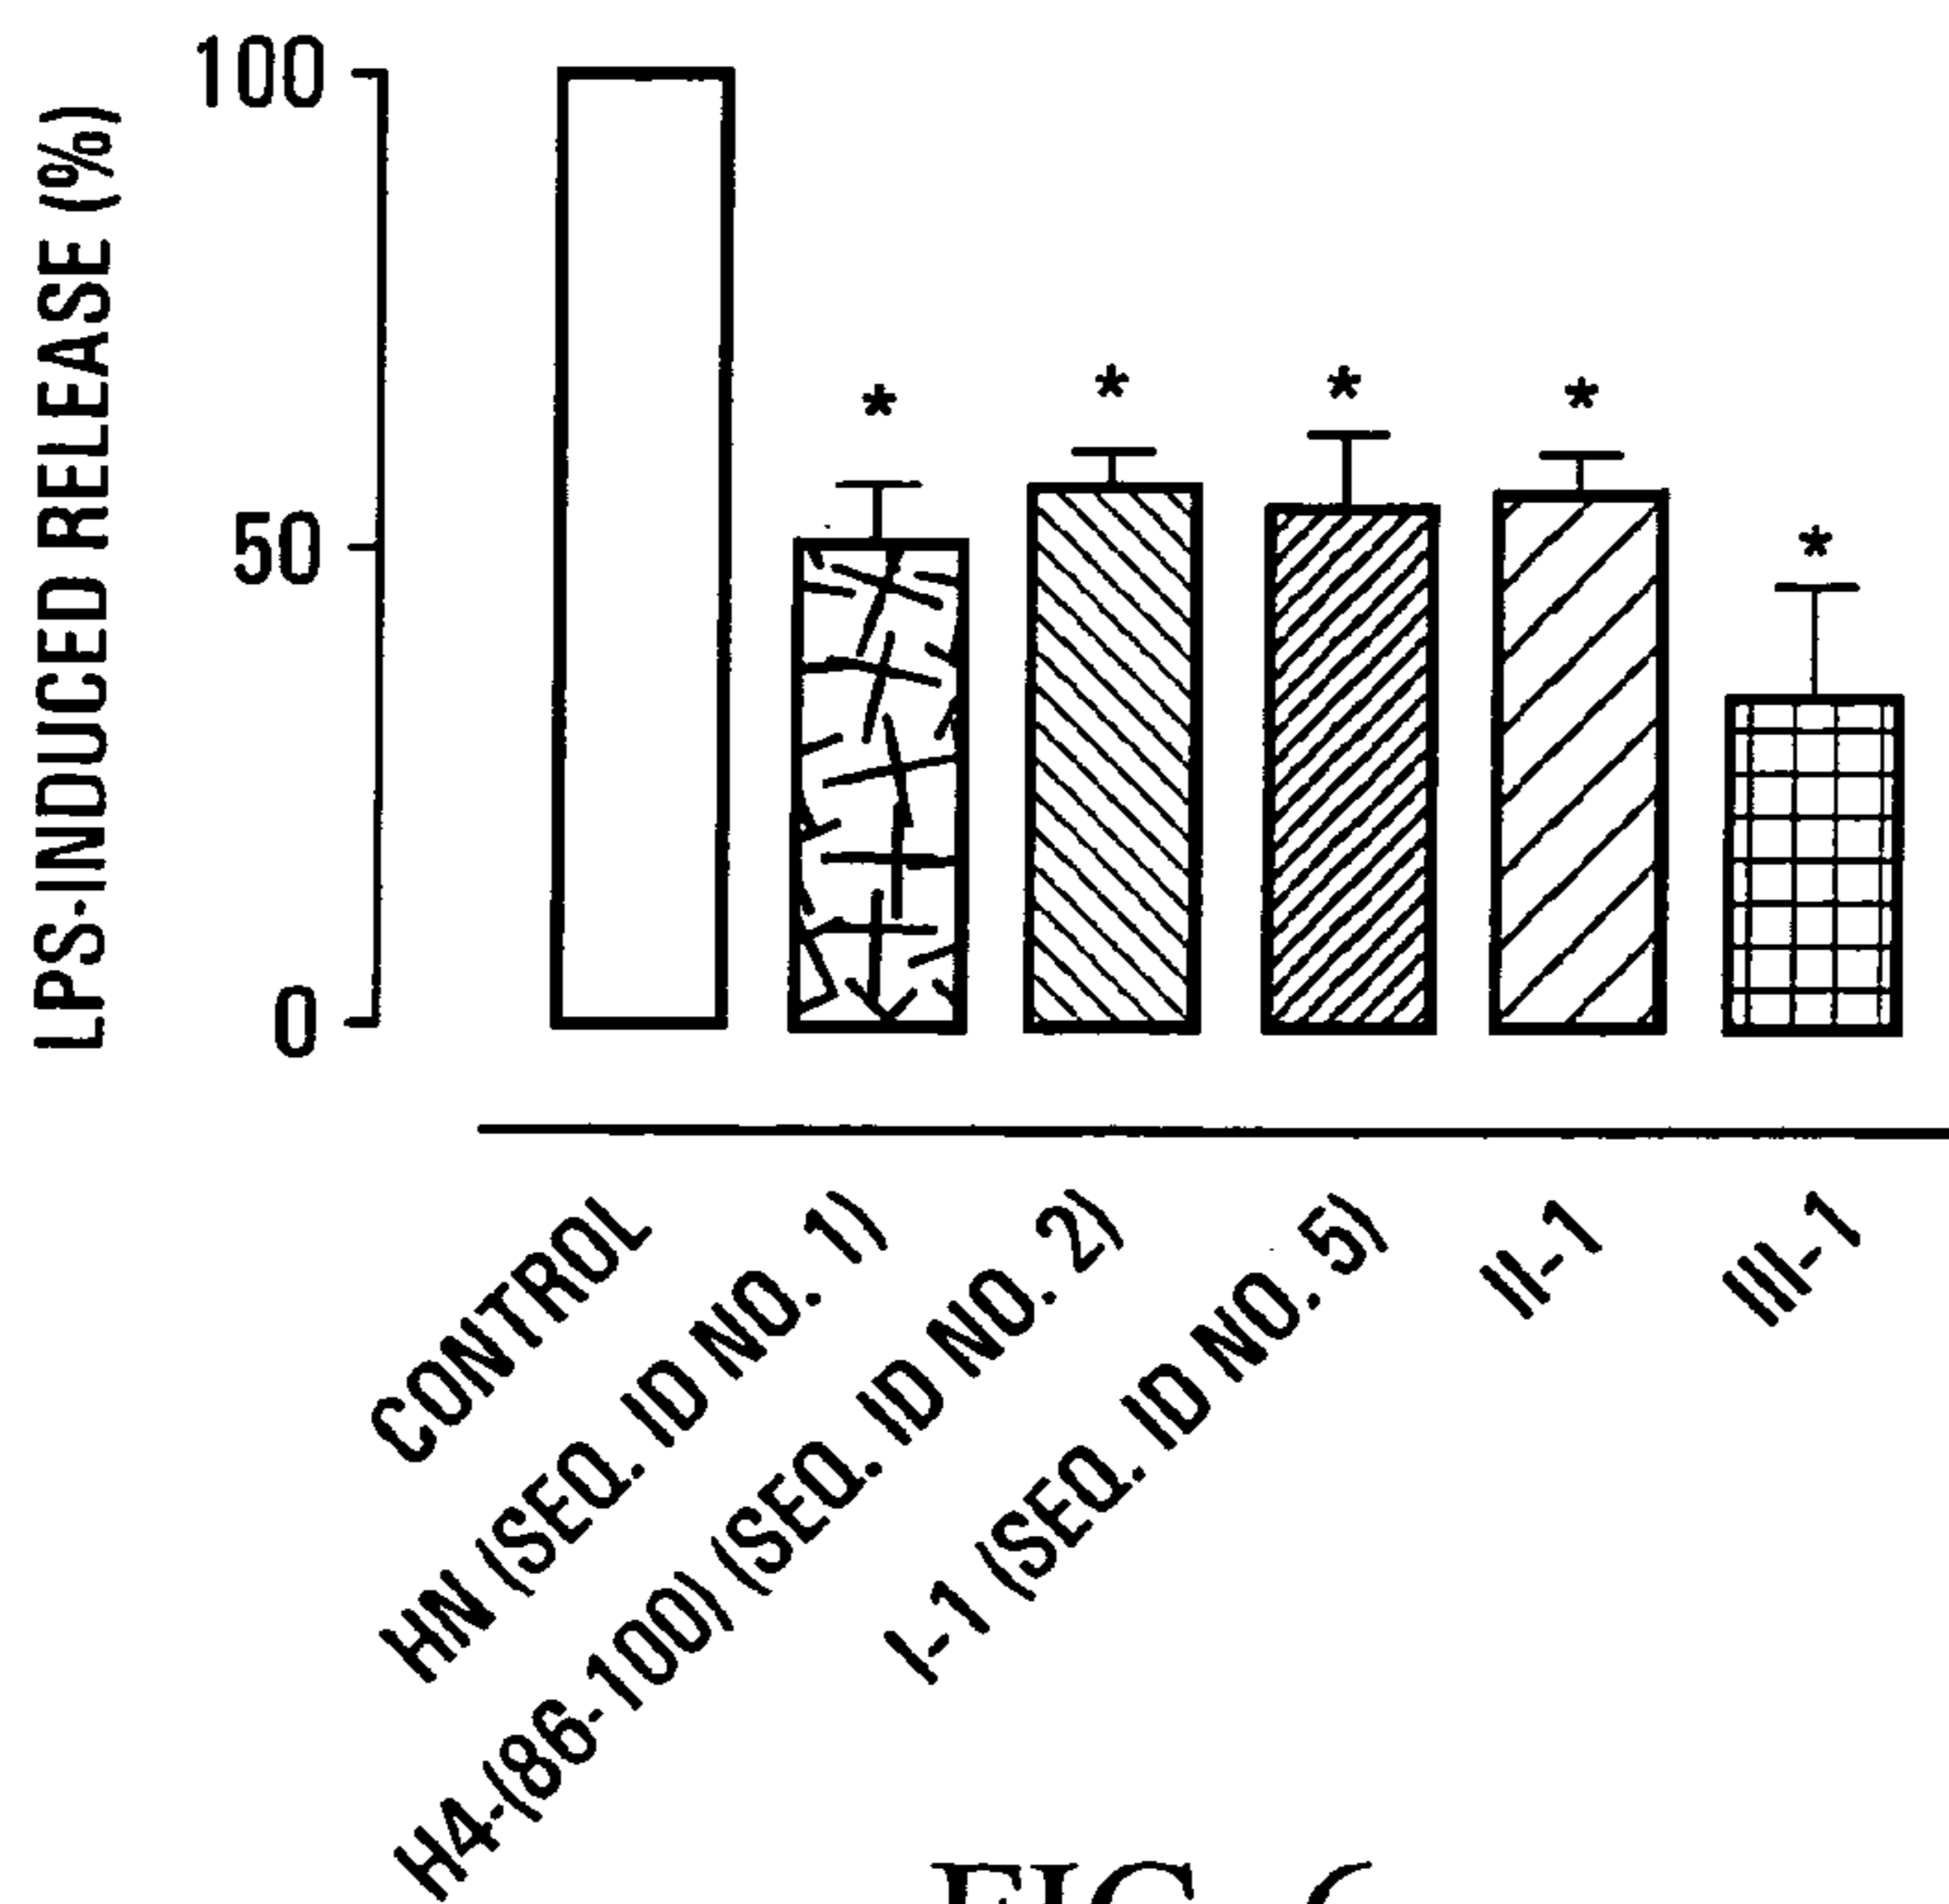 LPS-INDUCED RELEASE (%)
100
50
0
*
*
*
*
*
CONTROL
HN (SEQ. ID NO. 1)
H4-(86-100) (SEQ. ID NO. 2)
I-1 (SEQ. ID NO. 5)
II-1
III-1
FIG.